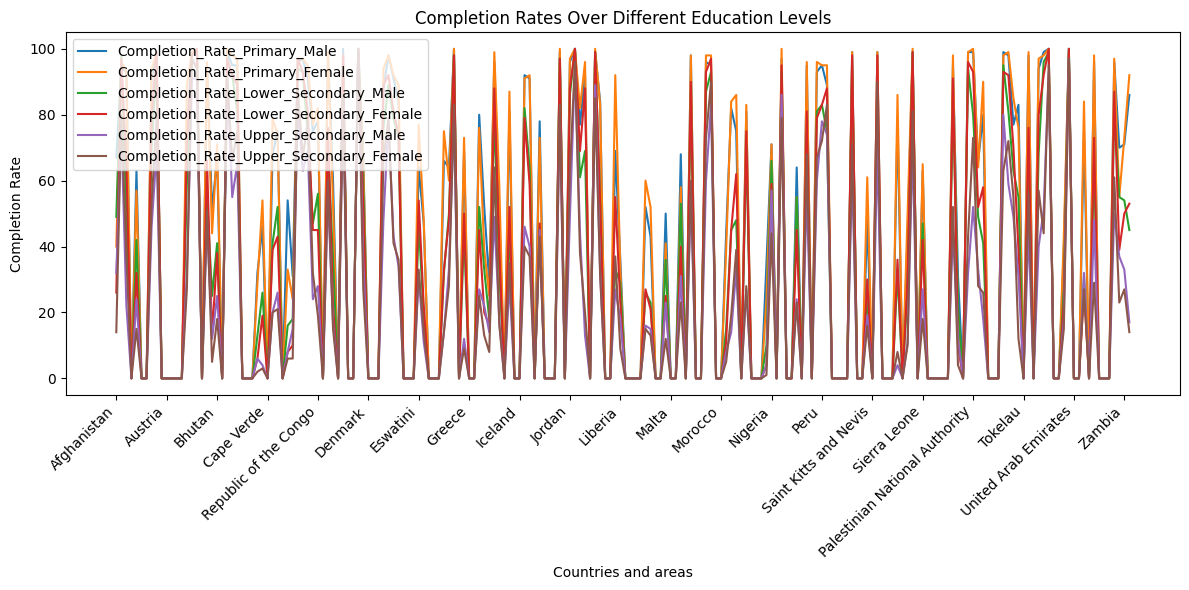 Completion Rates Over Different Education Levels
Completion_Rate_Primary_Male
Completion_Rate_Primary_Female
Completion_Rate_Lower_Secondary_Male
Completion_Rate_Lower_Secondary_Female
Completion_Rate_Upper_Secondary_Male
Completion_Rate_Upper_Secondary_Female
Completion Rate
100
80
60
40
20
0
Afghanistan
Austria
Bhutan
Cape Verde
Republic of the Congo
Denmark
Eswatini
Greece
Iceland
Jordan
Liberia
Malta
Morocco
Nigeria
Peru
Saint Kitts and Nevis
Sierra Leone
Palestinian National Authority
Tokelau
United Arab Emirates
Zambia
Countries and areas